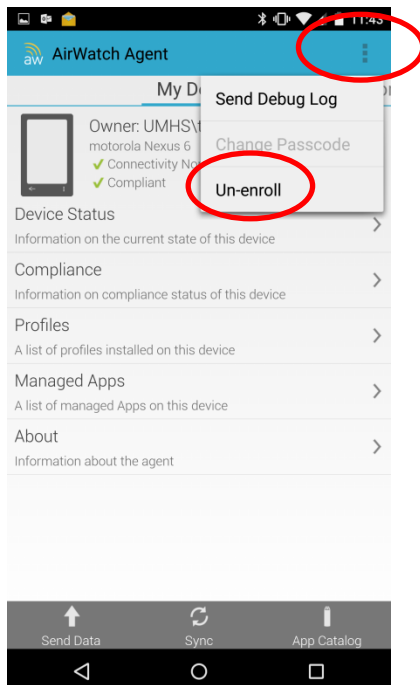 11:43
AirWatch Agent
aw
My D
Send Debug Log
Owner: UMHS\
motorola Nexus 6
Change Passcode
Connectivity No
Compliant
Un-enroll
Device Status
Information on the current state of this device
Compliance
Information on compliance status of this device
Profiles
A list of profiles installed on this device
Managed Apps
A list of managed Apps on this device
About
Information about the agent
Send Data
Sync
App Catalog